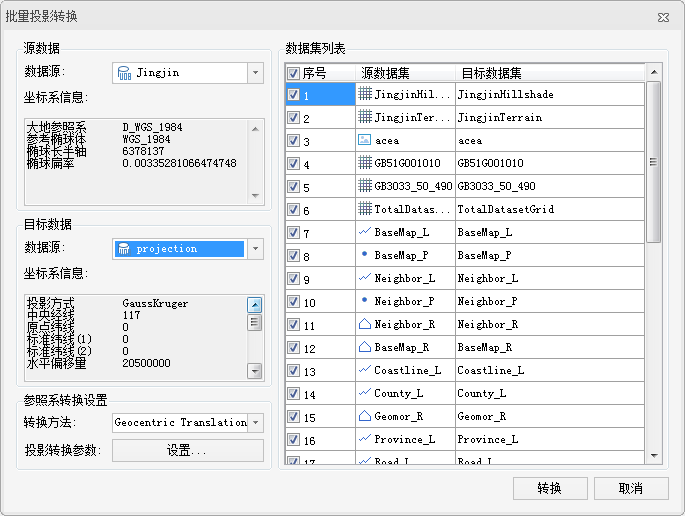 批量投影转换
源数据
数据源: Jingjin
坐标系信息:
大地参照系 D_WGS_1984
参考椭球体 WGS_1984
椭球长半轴 6378137
椭球扁率 0.00335281066474748
目标数据
数据源: projection
坐标系信息:
投影方式 GaussKruger
中央经线 117
原点纬线 0
标准纬线(1) 0
标准纬线(2) 0
水平偏移量 20500000
参照系转换设置
转换方法: Geocentric Translation
投影转换参数: 设置...
数据集列表
序号 源数据集 目标数据集
1 JingjinHil... JingjinHillshade
2 JingjinTer... JingjinTerrain
3 acea acea
4 GB51G001010 GB51G001010
5 GB3033_50_490 GB3033_50_490
6 TotalDatas... TotalDatasetGrid
7 BaseMap_L BaseMap_L
8 BaseMap_P BaseMap_P
9 Neighbor_L Neighbor_L
10 Neighbor_P Neighbor_P
11 Neighbor_R Neighbor_R
12 BaseMap_R BaseMap_R
13 Coastline_L Coastline_L
14 County_L County_L
15 Geomor_R Geomor_R
16 Province_L Province_L
17 Road_L Road_L
转换 取消